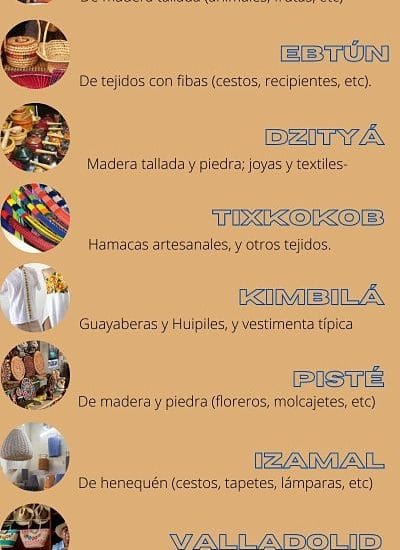 De madera tallada (animales, frutas, etc)
EBTÚN
De tejidos con fibas (cestos, recipientes, etc).
DZITYÁ
Madera tallada y piedra; joyas y textiles-
TIXKOKOB
Hamacas artesanales, y otros tejidos.
KIMBILÁ
Guayaberas y Huipiles, y vestimenta típica
PISTÉ
De madera y piedra (floreros, molcajetes, etc)
IZAMAL
De henequén (cestos, tapetes, lámparas, etc)
VALLADOLID